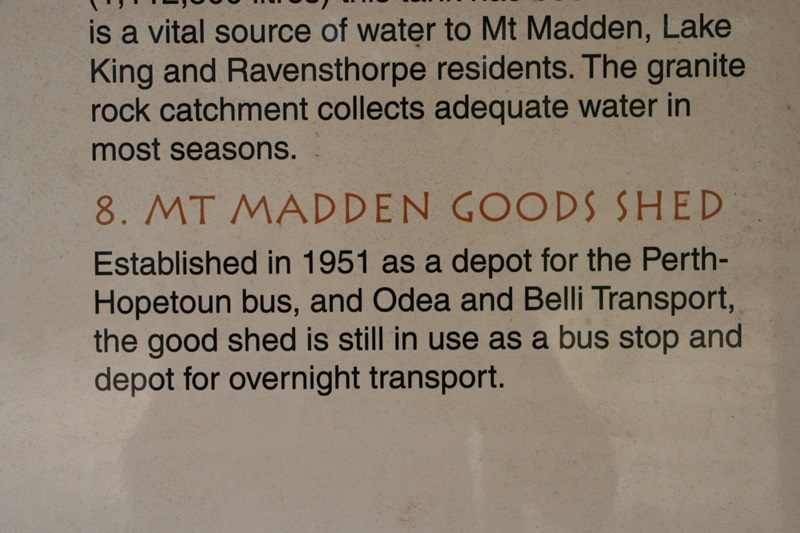 this tank has
is a vital source of water to Mt Madden, Lake
King and Ravensthorpe residents. The granite
rock catchment collects adequate water in
most seasons.
8. MT MADDEN GOODS SHED
Established in 1951 as a depot for the Perth-
Hopetoun bus, and Odea and Belli Transport,
the good shed is still in use as a bus stop and
depot for overnight transport.